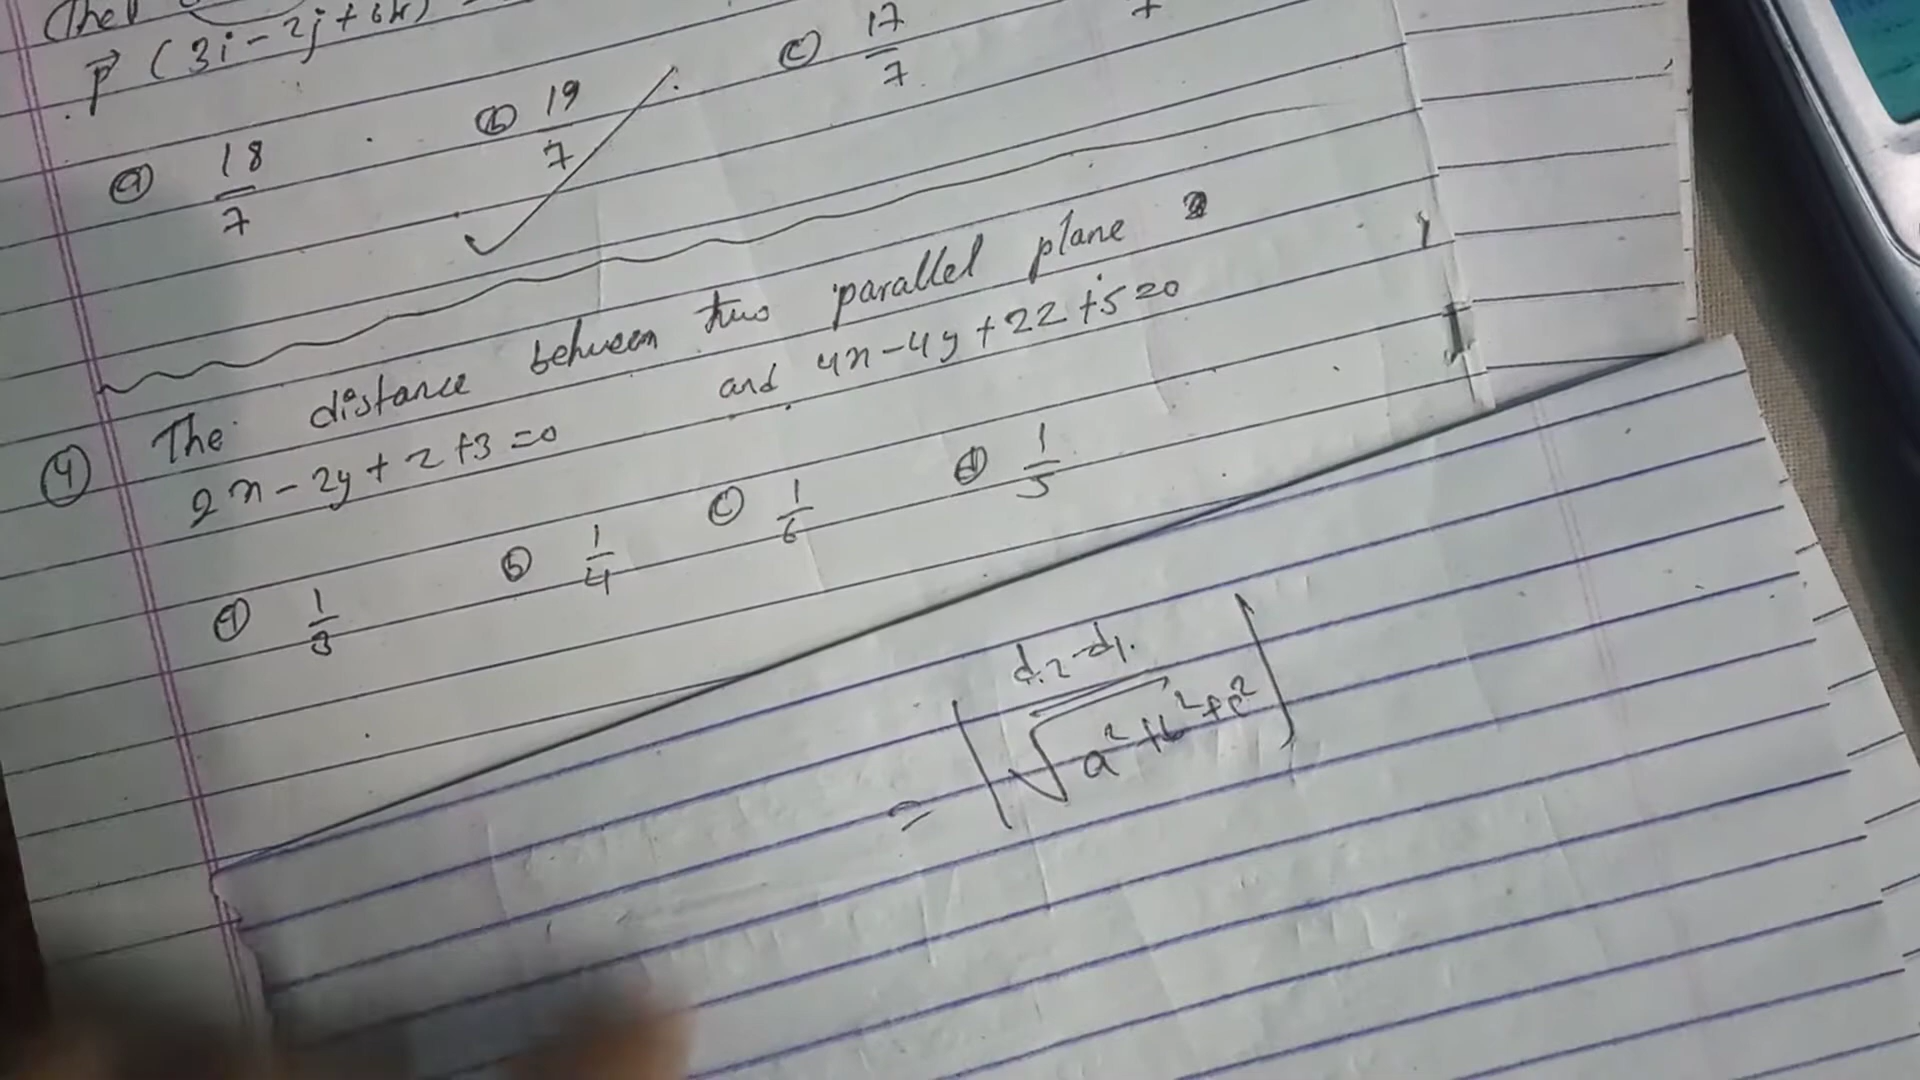 (The
P⃗ (3i - 2j + 6k)
ⓐ 18/7 ⓑ 19/7 ⓒ 17/7
④ The distance between two parallel plane
2x - 2y + z + 3 = 0 and 4x - 4y + 2z + 5 = 0
ⓐ 1/3 ⓑ 1/4 ⓒ 1/6 ⓓ 1/5
= | d2 - d1 / √a² + b² + c² |